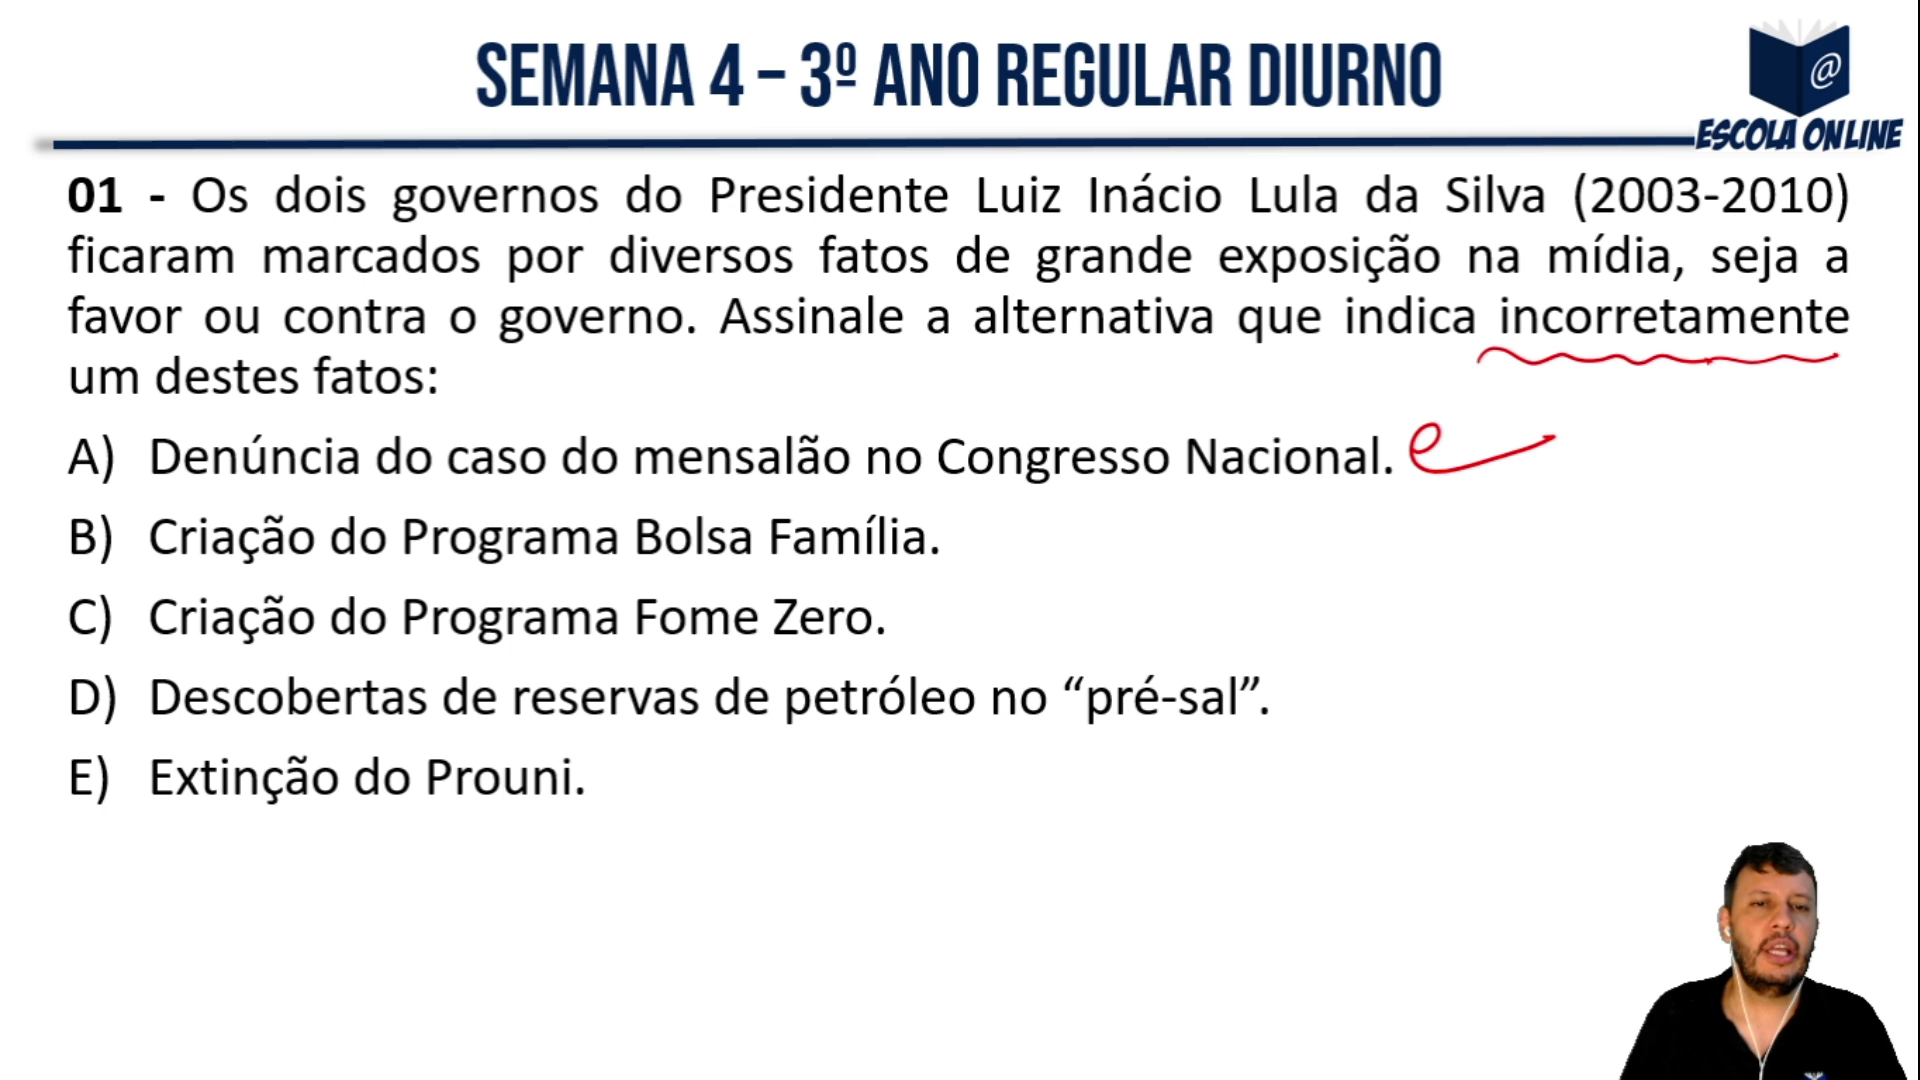 SEMANA 4 – 3º ANO REGULAR DIURNO
@
ESCOLA ONLINE
01 - Os dois governos do Presidente Luiz Inácio Lula da Silva (2003-2010)
ficaram marcados por diversos fatos de grande exposição na mídia, seja a
favor ou contra o governo. Assinale a alternativa que indica incorretamente
um destes fatos:
A) Denúncia do caso do mensalão no Congresso Nacional.
B) Criação do Programa Bolsa Família.
C) Criação do Programa Fome Zero.
D) Descobertas de reservas de petróleo no “pré-sal”.
E) Extinção do Prouni.